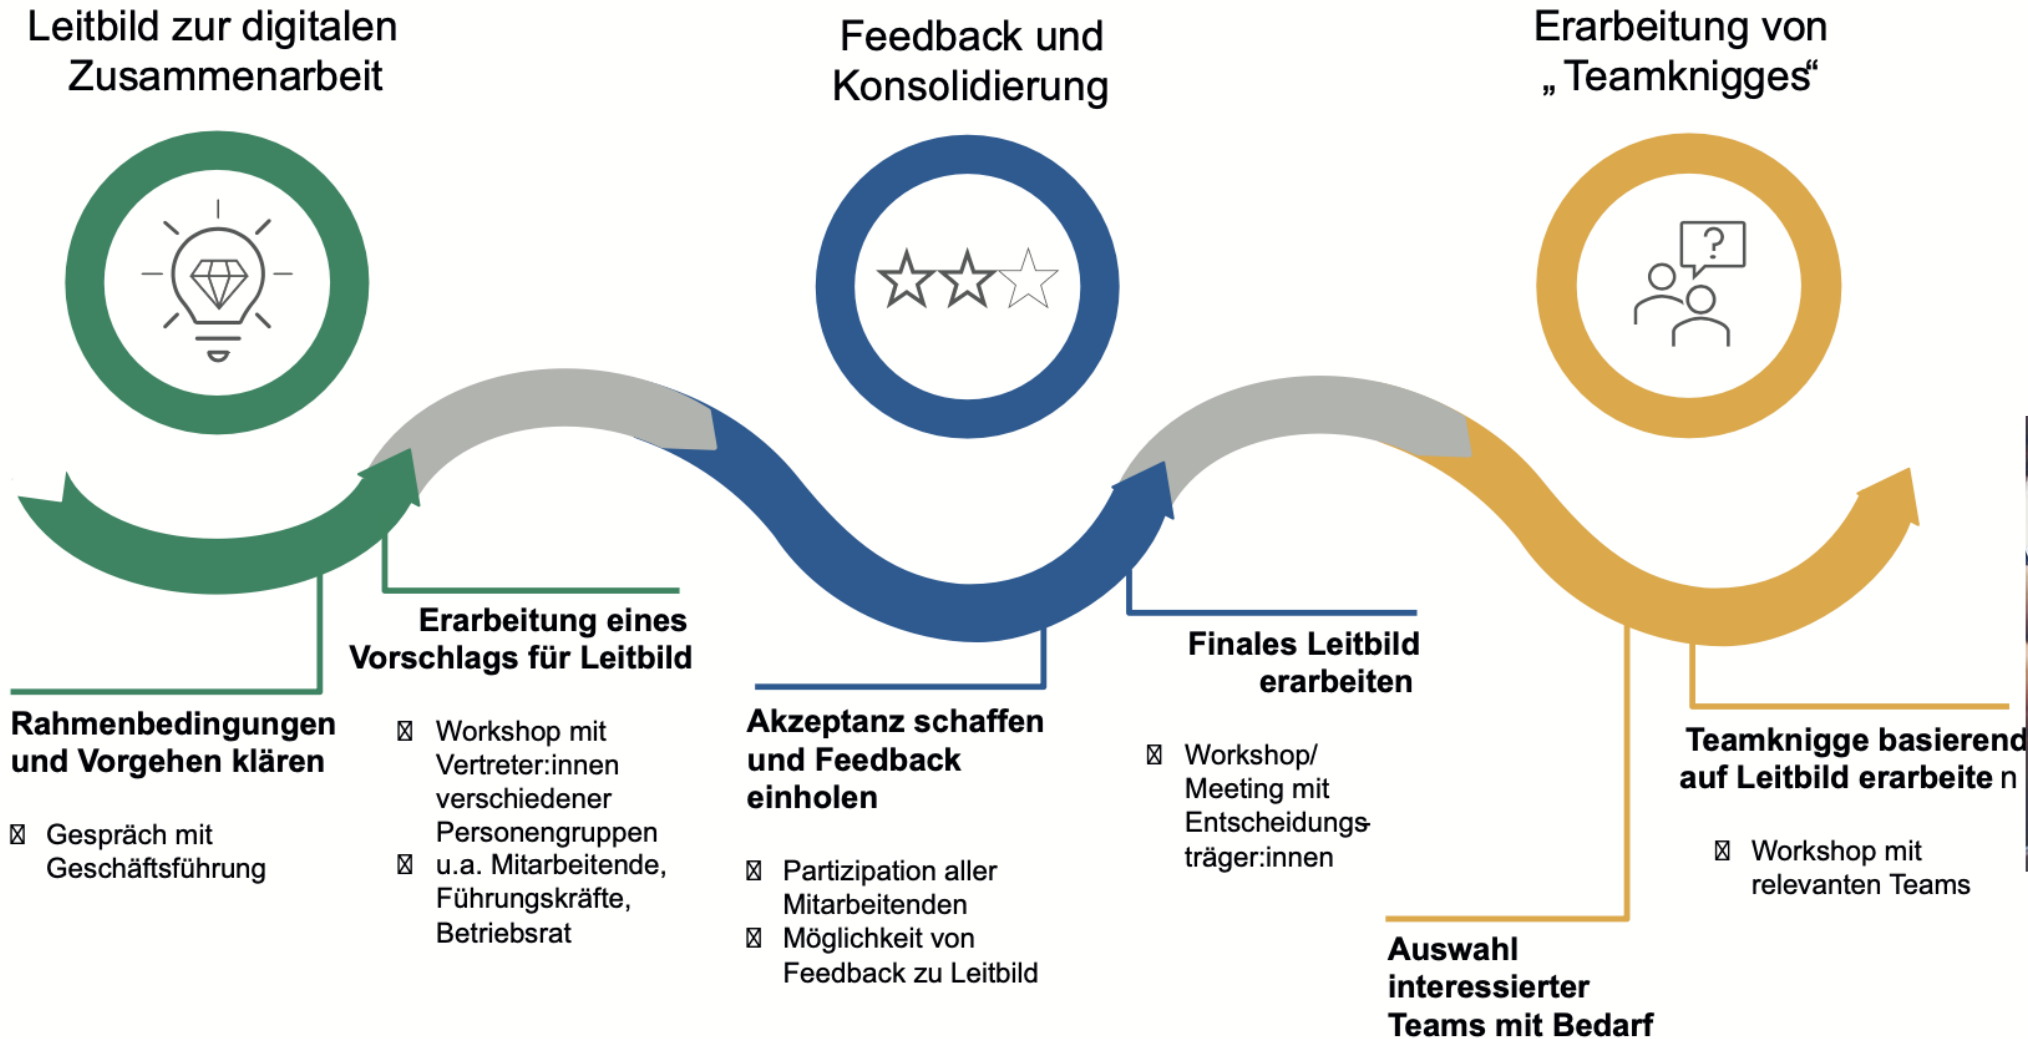 Leitbild zur digitalen
Zusammenarbeit
Feedback und
Konsolidierung
Erarbeitung von
„Teamknigges“
?
Rahmenbedingungen
und Vorgehen klären
Gespräch mit
Geschäftsführung
Erarbeitung eines
Vorschlags für Leitbild
Workshop mit
Vertreter:innen
verschiedener
Personengruppen
u.a. Mitarbeitende,
Führungskräfte,
Betriebsrat
Akzeptanz schaffen
und Feedback
einholen
Partizipation aller
Mitarbeitenden
Möglichkeit von
Feedback zu Leitbild
Finales Leitbild
erarbeiten
Workshop/
Meeting mit
Entscheidungs-
träger:innen
Auswahl
interessierter
Teams mit Bedarf
Teamknigge basierend
auf Leitbild erarbeiten
Workshop mit
relevanten Teams